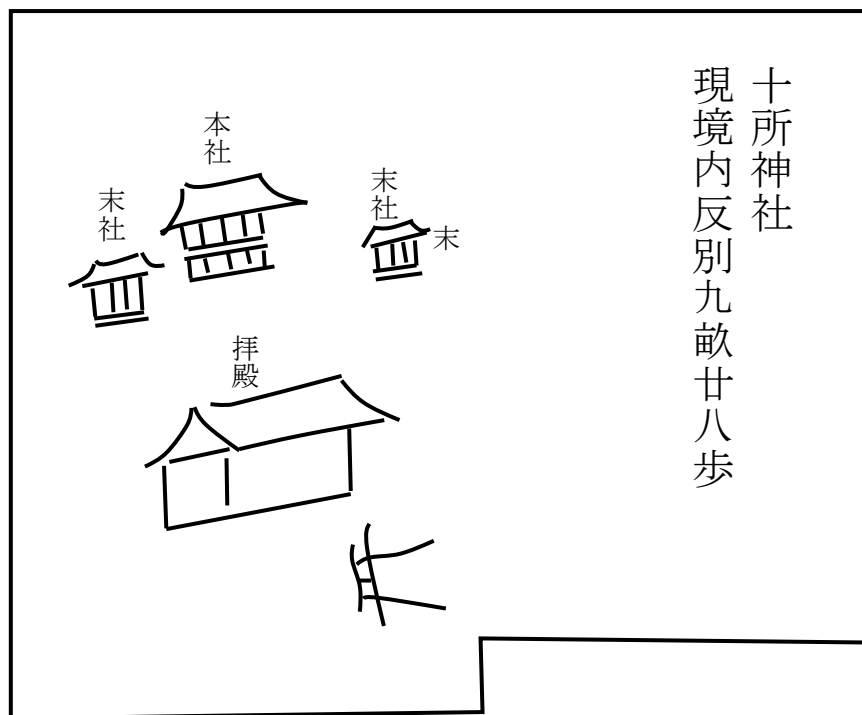 十所神社
現境内反別九畝廿八歩
末社
末
本社
末社
拝殿